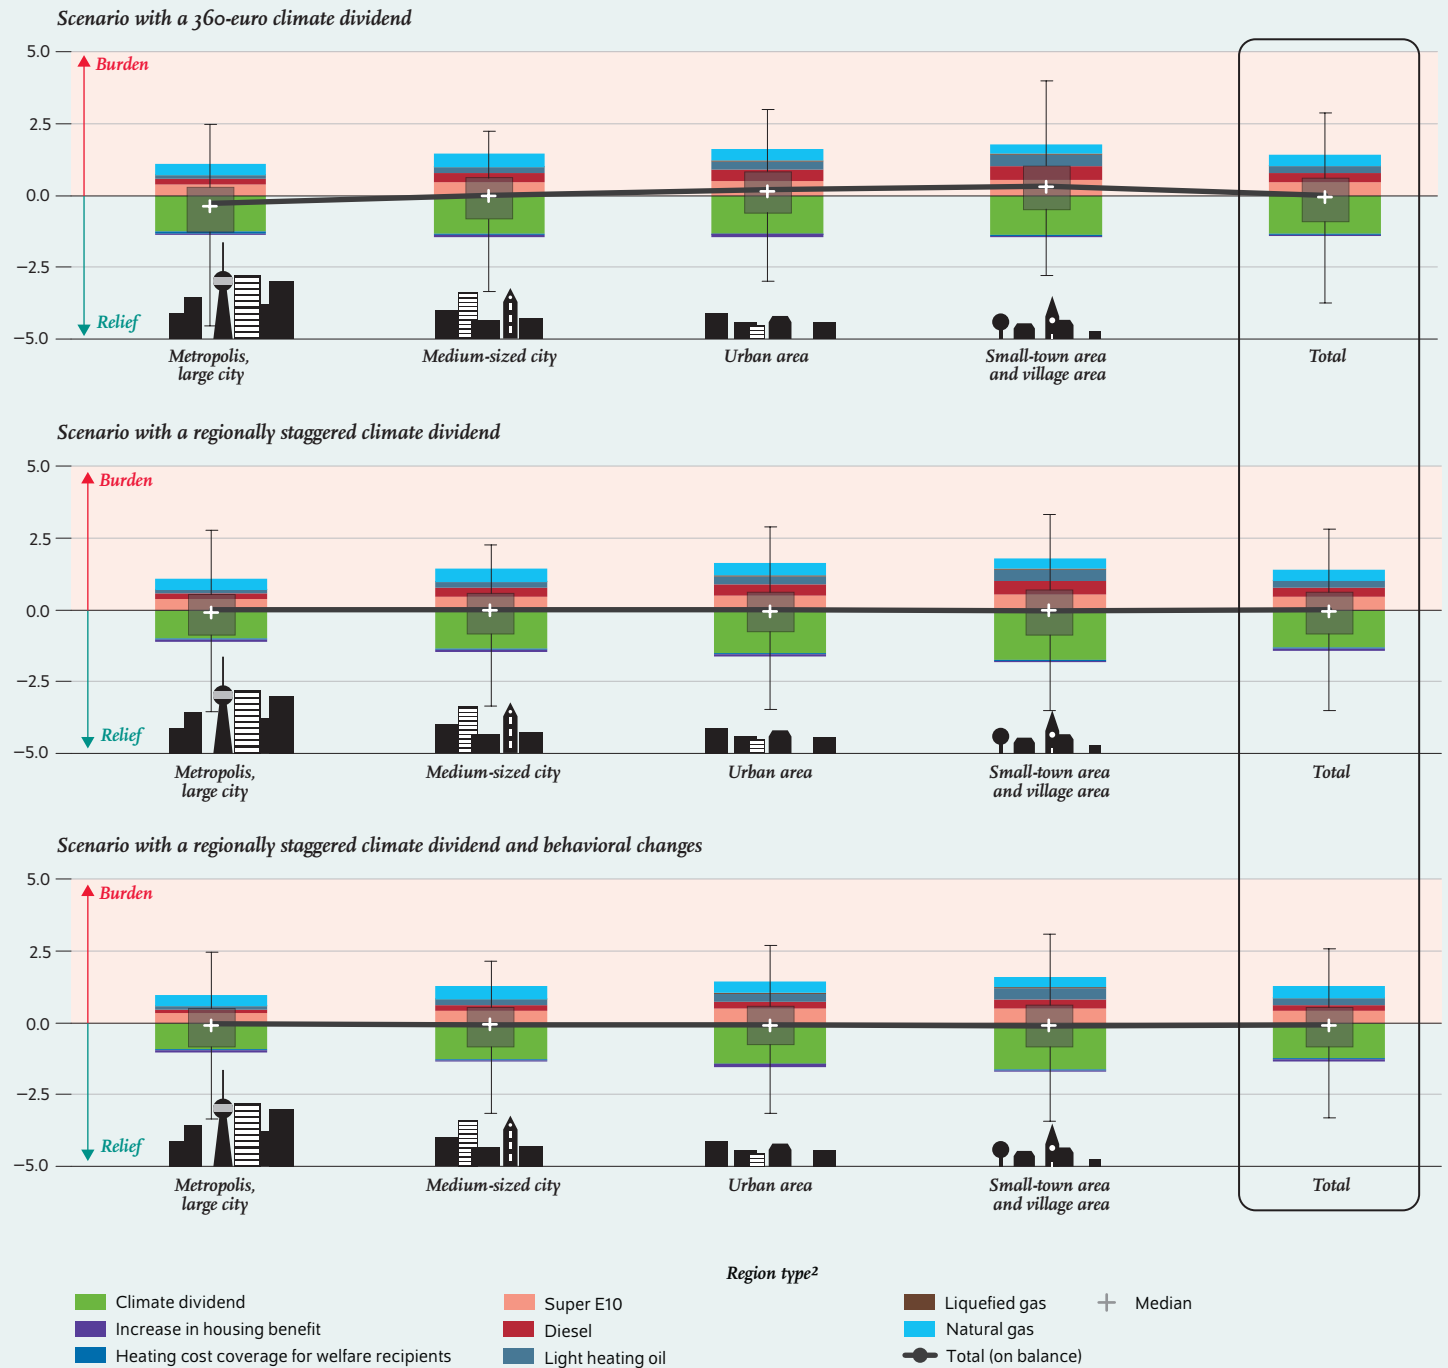 Scenario with a 360-euro climate dividend
5.0
Burden
2.5
0.0
−2.5
Relief
−5.0
Metropolis,
large city
Medium-sized city
Urban area
Small-town area
and village area
Total
Scenario with a regionally staggered climate dividend
5.0
Burden
2.5
0.0
−2.5
Relief
−5.0
Metropolis,
large city
Medium-sized city
Urban area
Small-town area
and village area
Total
Scenario with a regionally staggered climate dividend and behavioral changes
5.0
Burden
2.5
0.0
−2.5
Relief
−5.0
Metropolis,
large city
Medium-sized city
Urban area
Small-town area
and village area
Total
Region type²
Climate dividend
Super E10
Liquefied gas
Median
Increase in housing benefit
Diesel
Natural gas
Heating cost coverage for welfare recipients
Light heating oil
Total (on balance)